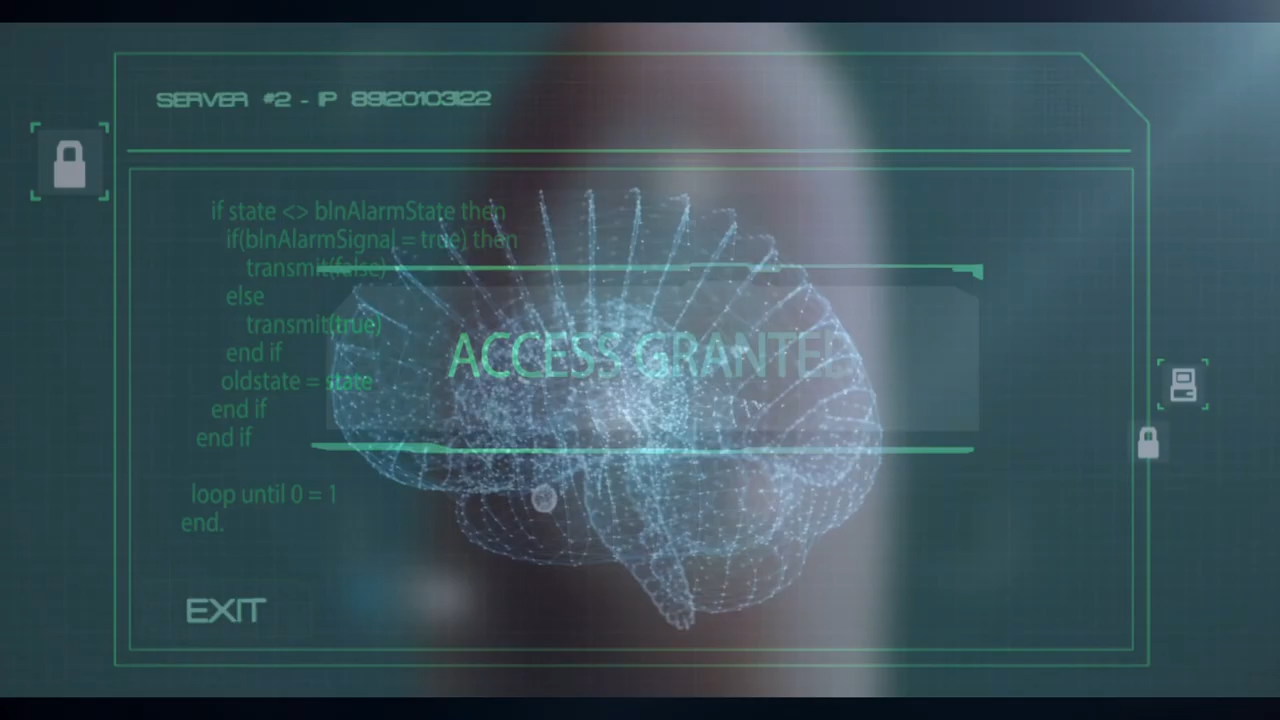 SERVER #2 - IP 89120103122
if state <> blnAlarmState then
if(blnAlarmSignal = true) then
transmit(false)
else
transmit(true)
end if
oldstate = state
end if
end if
loop until 0 = 1
end.
ACCESS GRANTED
EXIT